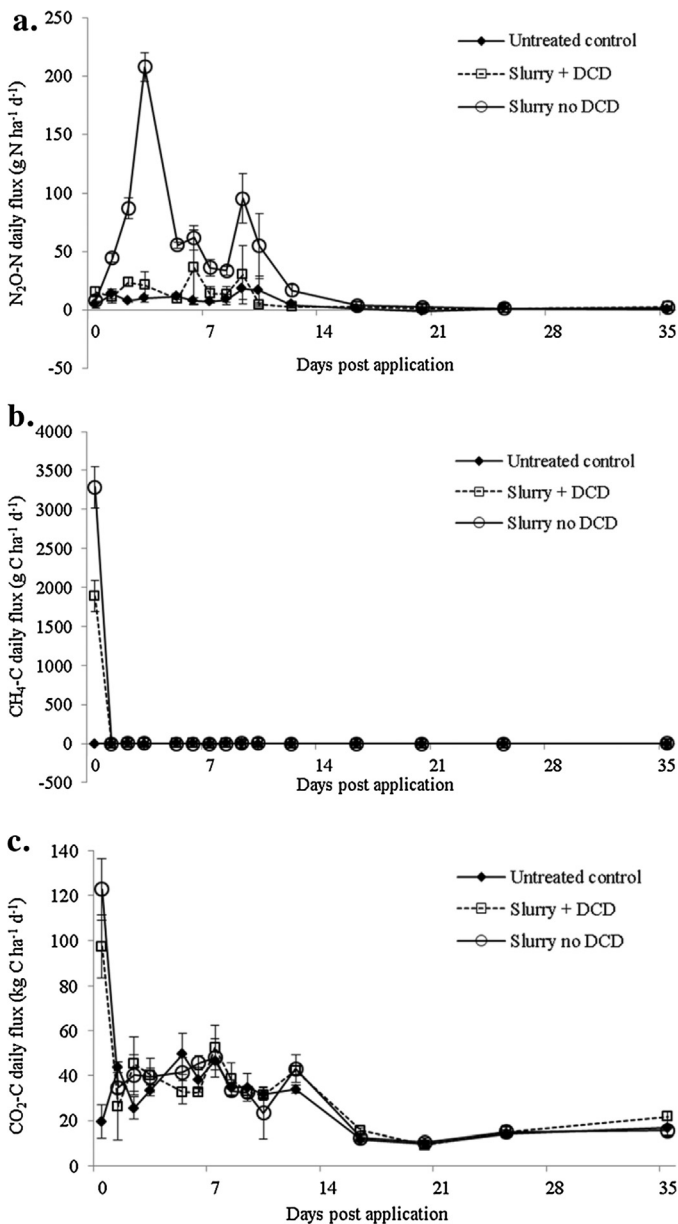 a.
250
200
150
100
50
0
-50
N₂O-N daily flux (g N ha⁻¹ d⁻¹)
Untreated control
Slurry + DCD
Slurry no DCD
0 7 14 21 28 35
Days post application
b.
4000
3500
3000
2500
2000
1500
1000
500
0
-500
CH₄-C daily flux (g C ha⁻¹ d⁻¹)
Untreated control
Slurry + DCD
Slurry no DCD
0 7 14 21 28 35
Days post application
c.
140
120
100
80
60
40
20
0
CO₂-C daily flux (kg C ha⁻¹ d⁻¹)
Untreated control
Slurry + DCD
Slurry no DCD
0 7 14 21 28 35
Days post application